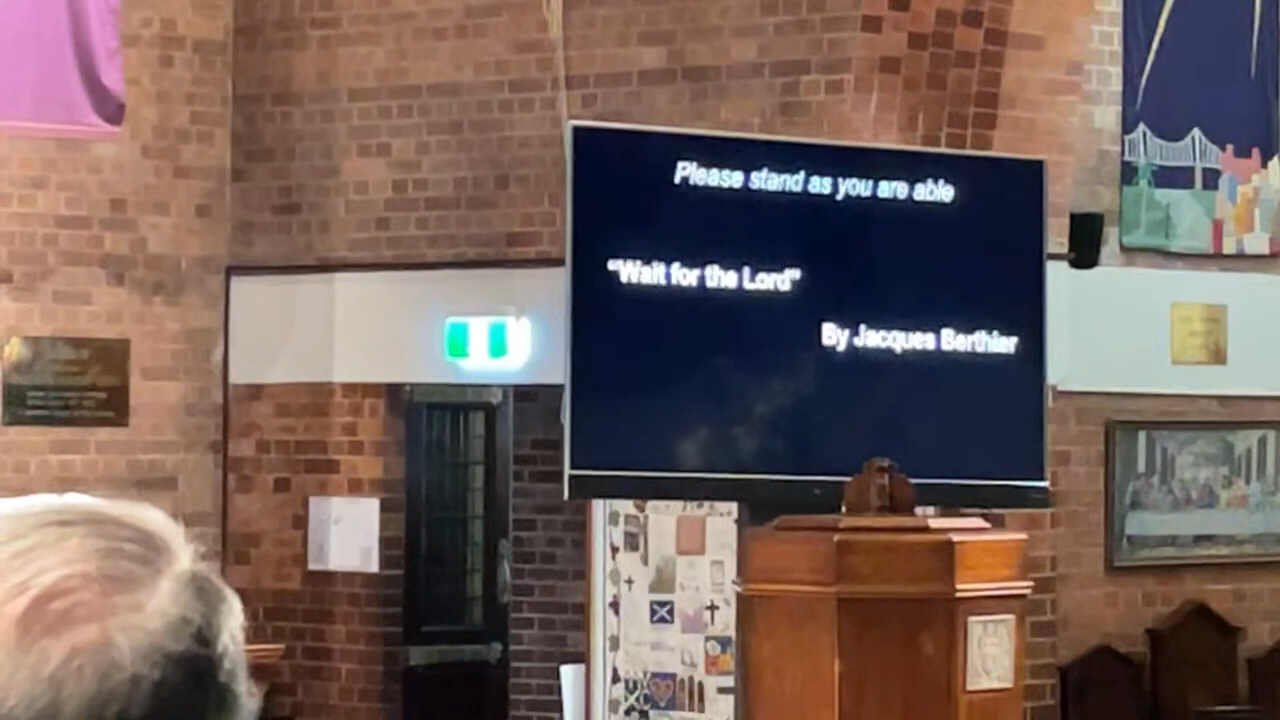 Please stand as you are able
"Wait for the Lord"
By Jacques Berthier